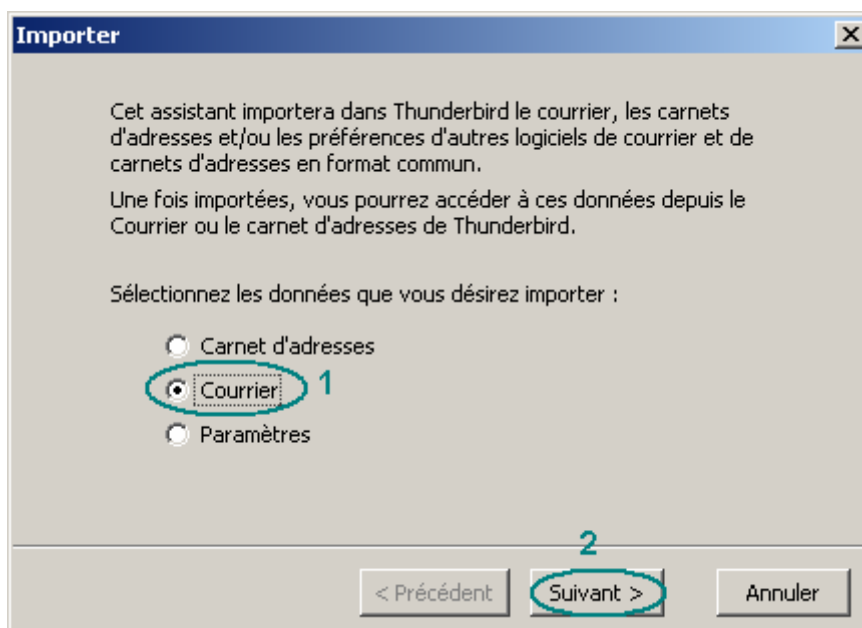 Importer
Cet assistant importera dans Thunderbird le courrier, les carnets
d'adresses et/ou les préférences d'autres logiciels de courrier et de
carnets d'adresses en format commun.
Une fois importées, vous pourrez accéder à ces données depuis le
Courrier ou le carnet d'adresses de Thunderbird.
Sélectionnez les données que vous désirez importer :
Carnet d'adresses
Courrier 1
Paramètres
2
< Précédent Suivant > Annuler